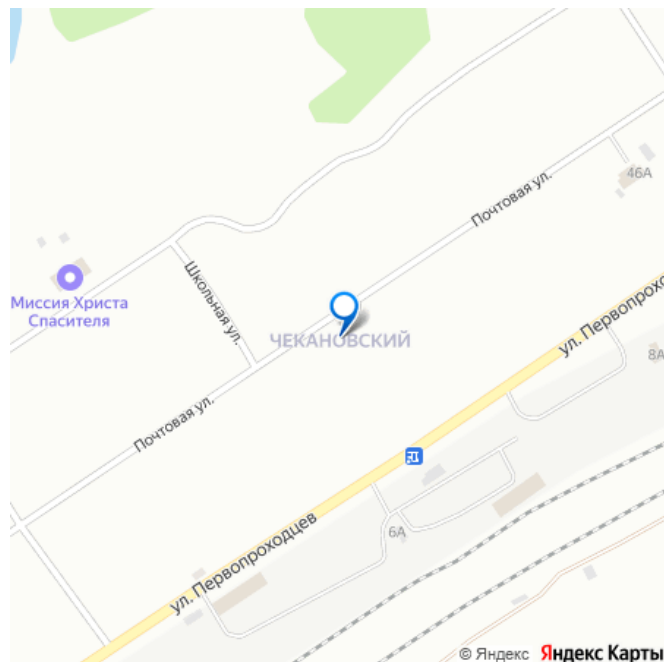 46А
Почтовая ул.
Школьная ул.
Миссия Христа
Спасителя
ЧЕКАНОВСКИЙ
ул. Первопрохо
8А
Почтовая ул.
6А
ул. Первопроходцев
© Яндекс Яндекс Карты